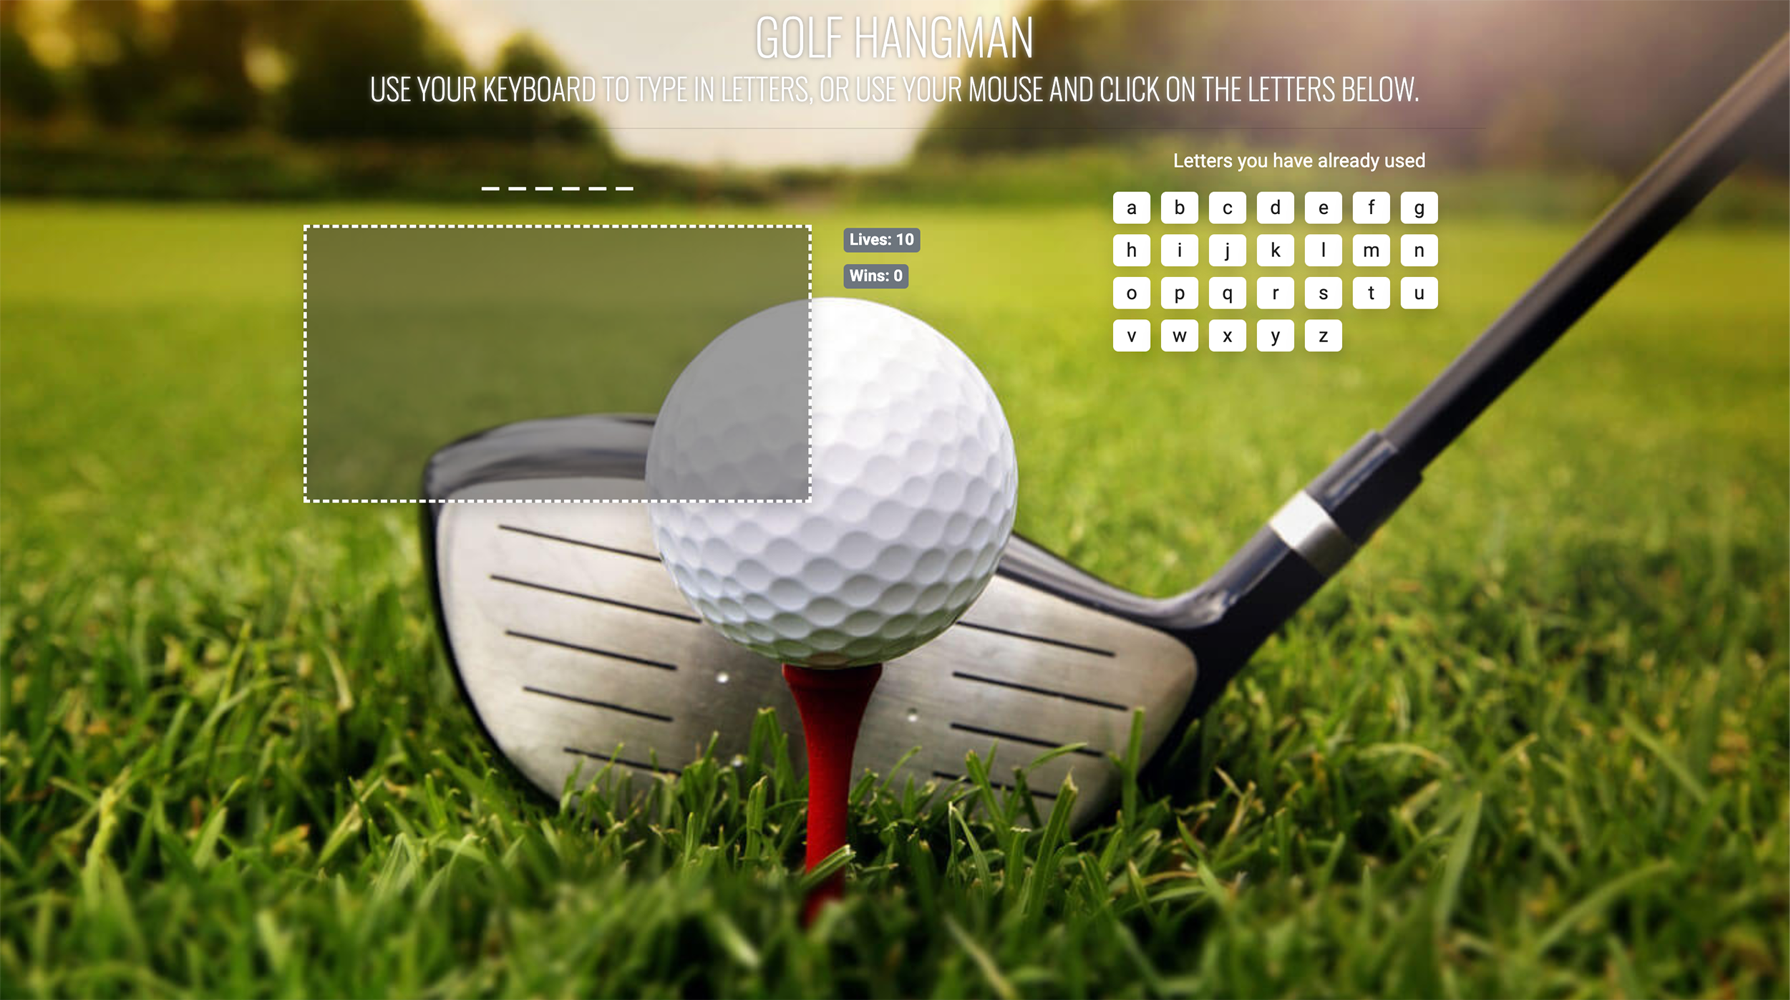 GOLF HANGMAN
USE YOUR KEYBOARD TO TYPE IN LETTERS, OR USE YOUR MOUSE AND CLICK ON THE LETTERS BELOW.
Letters you have already used
_ _ _ _ _ _
a b c d e f g
Lives: 10
h i j k l m n
Wins: 0
o p q r s t u
v w x y z